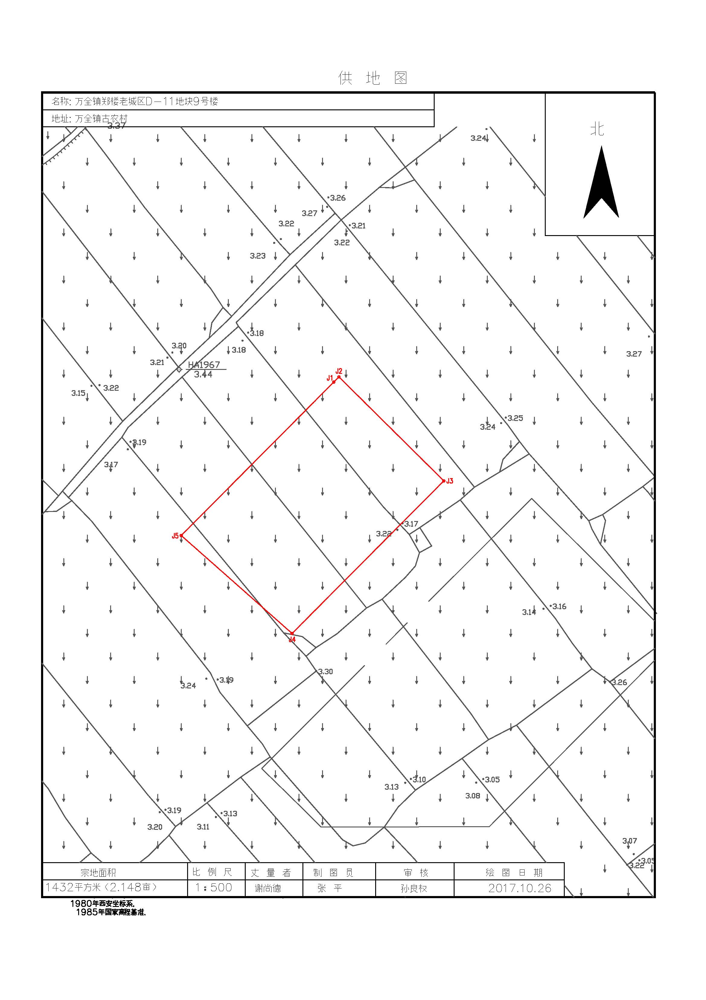 供地图
名称: 万全镇郑楼老城区D-11地块9号楼
地址: 万全镇古农村
北
3.37
3.24
3.26
3.27
3.22
3.21
3.22
3.23
3.18
3.18
3.20
3.21
HA1967
3.44
3.27
J2
J1
3.22
3.15
3.25
3.24
3.19
3.17
J3
3.17
3.22
J5
3.16
3.14
J4
3.30
3.19
3.24
3.26
3.10
3.13
3.05
3.08
3.19
3.20
3.13
3.11
3.07
3.05
3.22
宗地面积 比例尺 丈量者 制图员 审核 绘图日期
1432平方米(2.148亩) 1:500 谢尚德 张平 孙良权 2017.10.26
1980年西安坐标系.
1985年国家高程基准.